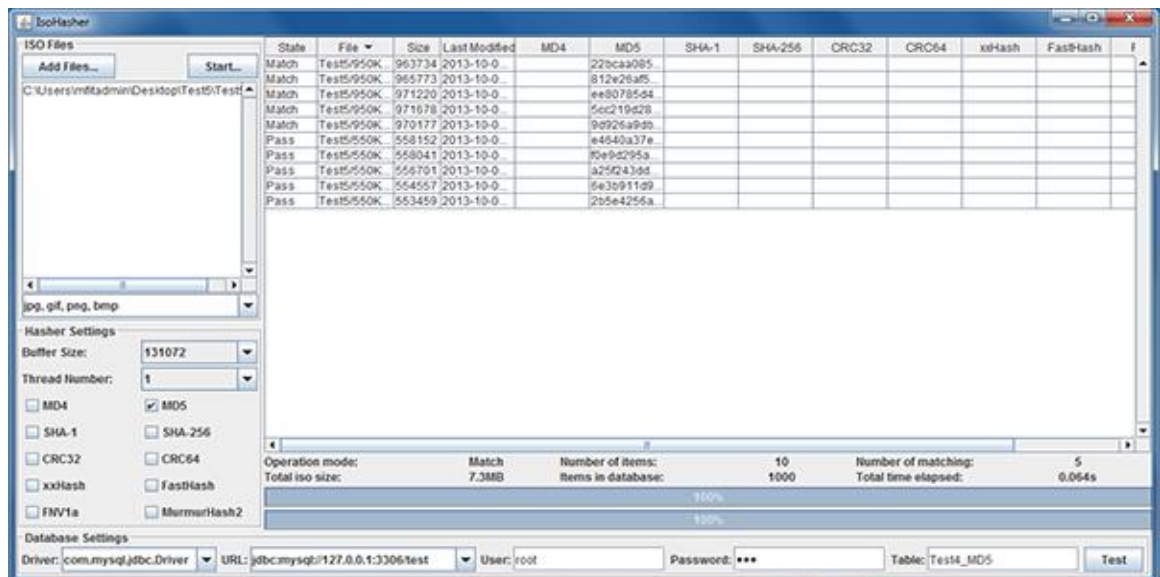 IsoHasher
ISO Files
Add Files... Start...
C:\Users\mfitadmin\Desktop\Test5\Test5
jpg, gif, png, bmp
Hasher Settings
Buffer Size: 131072
Thread Number: 1
MD4 MD5
SHA-1 SHA-256
CRC32 CRC64
xxHash FastHash
FNV1a MurmurHash2
State File Size Last Modified MD4 MD5 SHA-1 SHA-256 CRC32 CRC64 xxHash FastHash F
Match Test5/950K... 963734 2013-10-0... 22bcaa085...
Match Test5/950K... 965773 2013-10-0... 812e26af5...
Match Test5/950K... 971220 2013-10-0... ee80785d4...
Match Test5/950K... 971678 2013-10-0... 5cc219d28...
Match Test5/950K... 970177 2013-10-0... 9d926a9db...
Pass Test5/550K... 558152 2013-10-0... e4640a37e...
Pass Test5/550K... 558041 2013-10-0... f0e9d295a...
Pass Test5/550K... 556701 2013-10-0... a25f243dd...
Pass Test5/550K... 554557 2013-10-0... 6e3b911d9...
Pass Test5/550K... 553459 2013-10-0... 2b5e4256a...
Operation mode: Match Number of items: 10 Number of matching: 5
Total iso size: 7.3MB Items in database: 1000 Total time elapsed: 0.064s
100%
100%
Database Settings
Driver: com.mysql.jdbc.Driver URL: jdbc:mysql://127.0.0.1:3306/test User: root Password: ●●● Table: Test4_MD5 Test